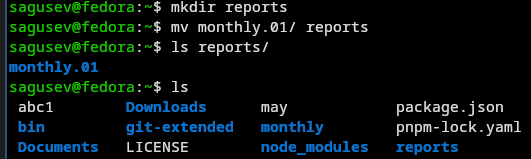 sagusev@fedora:~$ mkdir reports
sagusev@fedora:~$ mv monthly.01/ reports
sagusev@fedora:~$ ls reports/
monthly.01
sagusev@fedora:~$ ls
abc1 Downloads may package.json
bin git-extended monthly pnpm-lock.yaml
Documents LICENSE node_modules reports